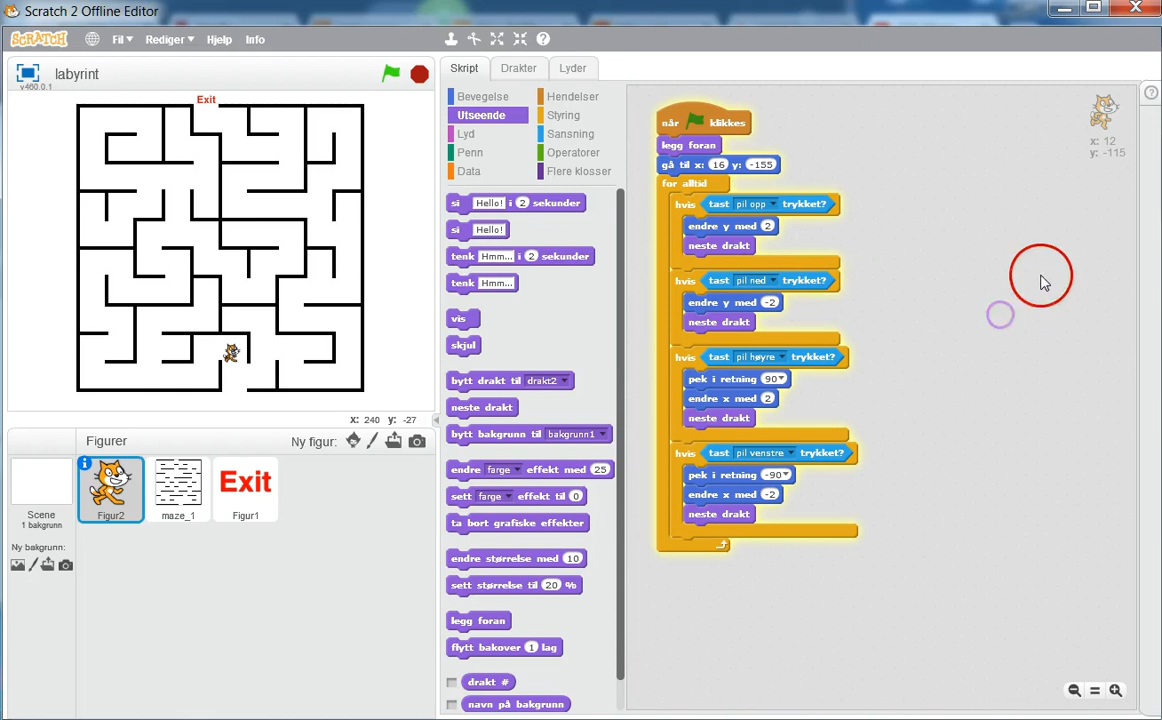 Scratch 2 Offline Editor
SCRATCH Fil Rediger Hjelp Info
labyrint
v460.0.1
Exit
x: 240 y: -27
Figurer Ny figur:
Scene
1 bakgrunn
Ny bakgrunn:
Figur2
maze_1
Exit
Figur1
Skript Drakter Lyder
Bevegelse Hendelser
Utseende Styring
Lyd Sansning
Penn Operatorer
Data Flere klosser
si Hello! i 2 sekunder
si Hello!
tenk Hmm... i 2 sekunder
tenk Hmm...
vis
skjul
bytt drakt til drakt2
neste drakt
bytt bakgrunn til bakgrunn1
endre farge effekt med 25
sett farge effekt til 0
ta bort grafiske effekter
endre størrelse med 10
sett størrelse til 20 %
legg foran
flytt bakover 1 lag
drakt #
navn på bakgrunn
når klikkes
legg foran
gå til x: 16 y: -155
for alltid
hvis tast pil opp trykket?
endre y med 2
neste drakt
hvis tast pil ned trykket?
endre y med -2
neste drakt
hvis tast pil høyre trykket?
pek i retning 90
endre x med 2
neste drakt
hvis tast pil venstre trykket?
pek i retning -90
endre x med -2
neste drakt
x: 12
y: -115